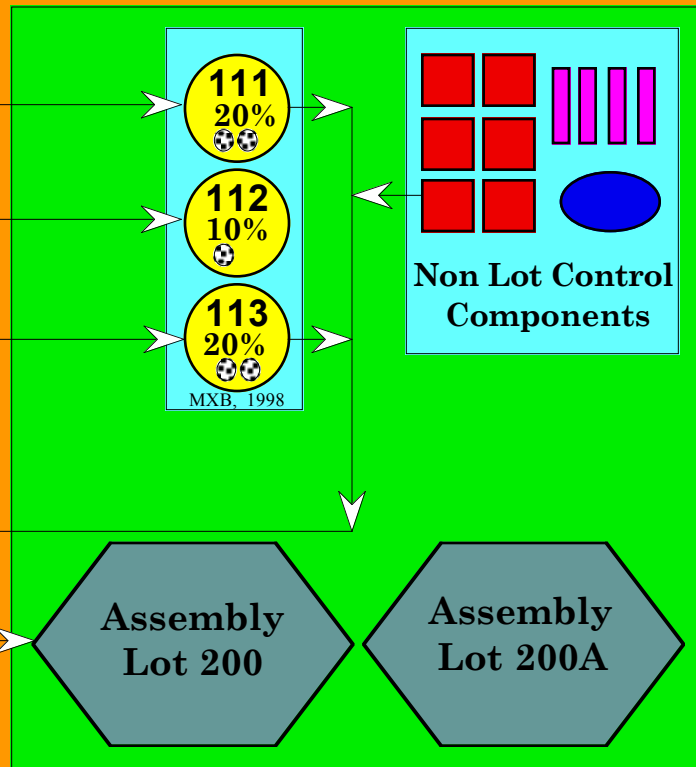 111
20%
112
10%
113
20%
MXB, 1998
Non Lot Control
Components
Assembly
Lot 200
Assembly
Lot 200A